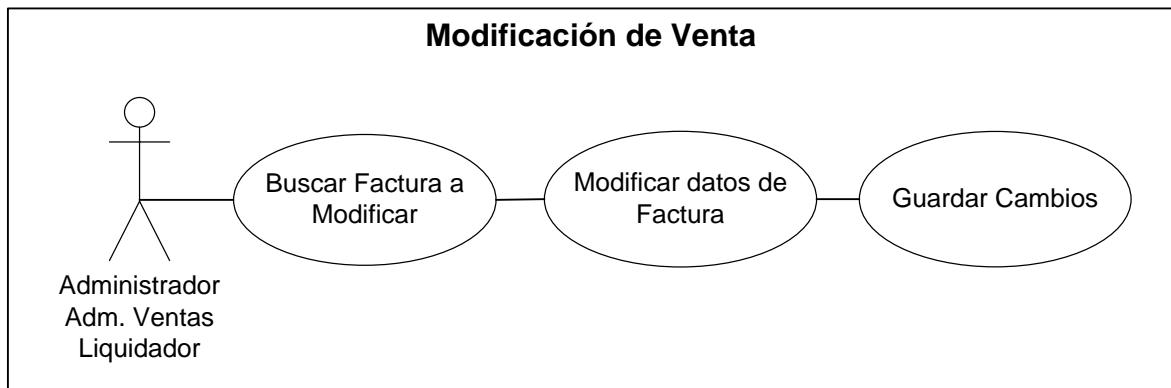 Modificación de Venta
Buscar Factura a
Modificar
Modificar datos de
Factura
Guardar Cambios
Administrador
Adm. Ventas
Liquidador